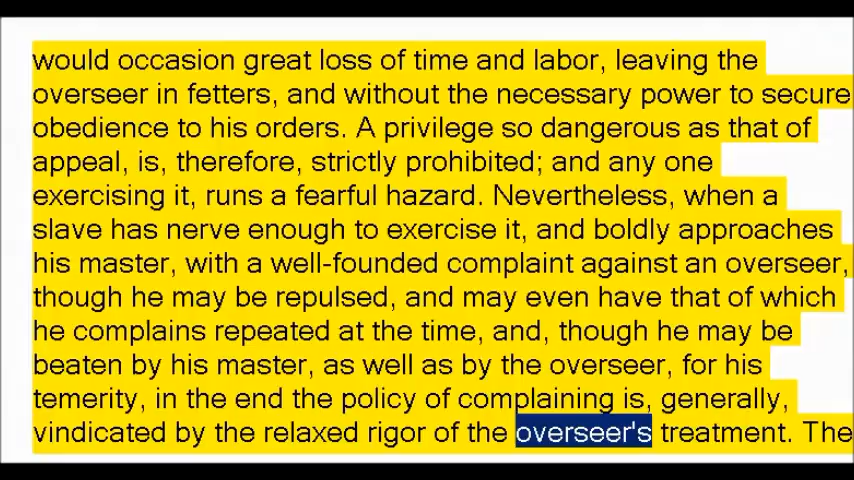 would occasion great loss of time and labor, leaving the
overseer in fetters, and without the necessary power to secure
obedience to his orders. A privilege so dangerous as that of
appeal, is, therefore, strictly prohibited; and any one
exercising it, runs a fearful hazard. Nevertheless, when a
slave has nerve enough to exercise it, and boldly approaches
his master, with a well-founded complaint against an overseer,
though he may be repulsed, and may even have that of which
he complains repeated at the time, and, though he may be
beaten by his master, as well as by the overseer, for his
temerity, in the end the policy of complaining is, generally,
vindicated by the relaxed rigor of the overseer's treatment. The